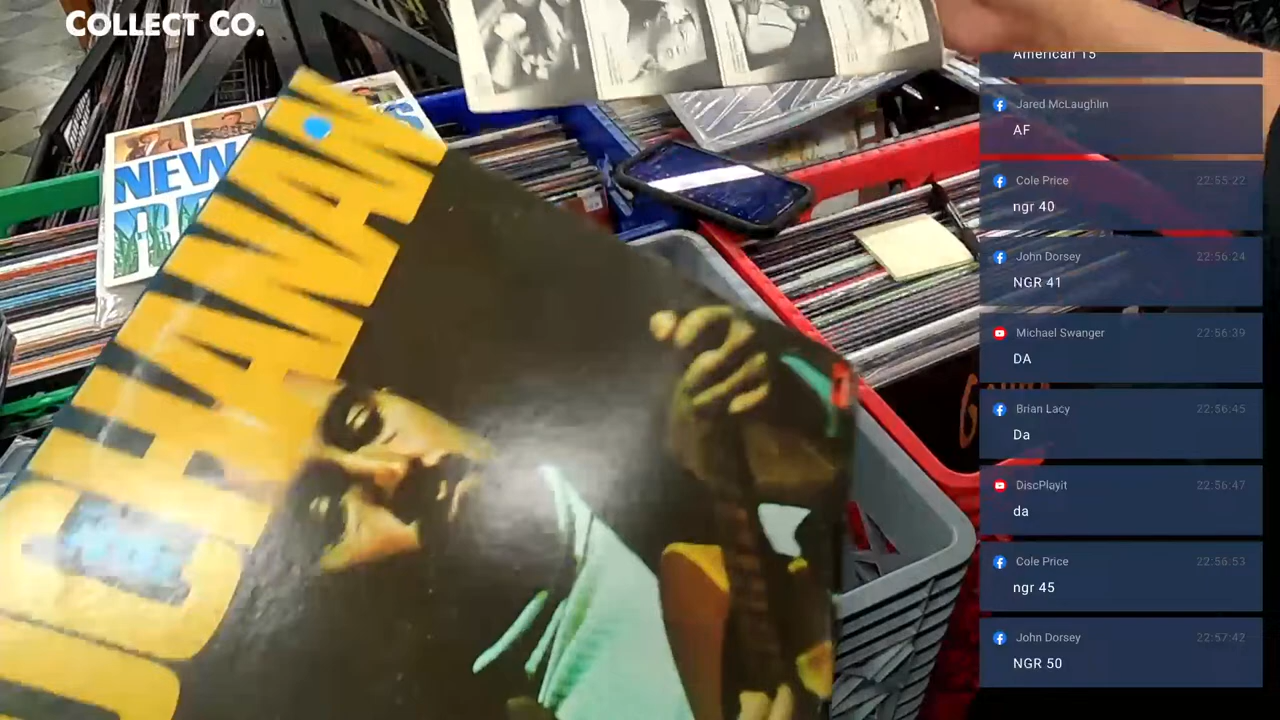 COLLECT CO.
NEW
American 15
Jared McLaughlin
AF
Cole Price 22:55:22
ngr 40
John Dorsey 22:56:24
NGR 41
Michael Swanger 22:56:39
DA
Brian Lacy 22:56:45
Da
DiscPlayit 22:56:47
da
Cole Price 22:56:53
ngr 45
John Dorsey 22:57:42
NGR 50